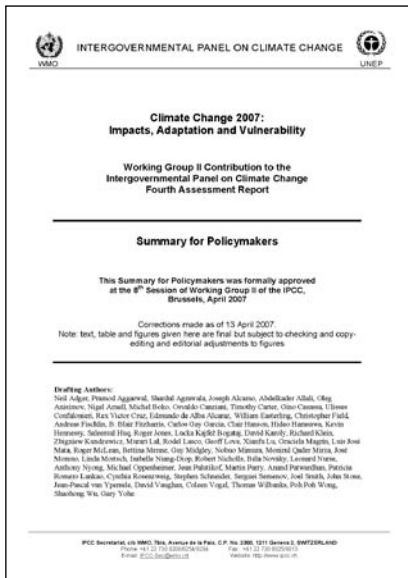 INTERGOVERNMENTAL PANEL ON CLIMATE CHANGE
WMO
UNEP
Climate Change 2007:
Impacts, Adaptation and Vulnerability
Working Group II Contribution to the
Intergovernmental Panel on Climate Change
Fourth Assessment Report
Summary for Policymakers
This Summary for Policymakers was formally approved
at the 8th Session of Working Group II of the IPCC,
Brussels, April 2007
Corrections made as of 13 April 2007.
Note: text, table and figures given here are final but subject to checking and copy-
editing and editorial adjustments to figures
Drafting Authors:
Neil Adger, Pramod Aggarwal, Shardul Agrawala, Joseph Alcamo, Abdelkader Allali, Oleg
Anisimov, Nigel Arnell, Michel Boko, Osvaldo Canziani, Timothy Carter, Gino Casassa, Ulisses
Confalonieri, Rex Victor Cruz, Edmundo de Alba Alcaraz, William Easterling, Christopher Field,
Andreas Fischlin, B. Blair Fitzharris, Carlos Gay Garcia, Clair Hanson, Hideo Harasawa, Kevin
Hennessy, Saleemul Huq, Roger Jones, Lucka Kajfež Bogataj, David Karoly, Richard Klein,
Zbigniew Kundzewicz, Murari Lal, Rodel Lasco, Geoff Love, Xianfu Lu, Graciela Magrin, Luis José
Mata, Roger McLean, Bettina Menne, Guy Midgley, Nobuo Mimura, Monirul Qader Mirza, José
Moreno, Linda Mortsch, Isabelle Niang-Diop, Robert Nicholls, Béla Nováky, Leonard Nurse,
Anthony Nyong, Michael Oppenheimer, Jean Palutikof, Martin Parry, Anand Patwardhan, Patricia
Romero Lankao, Cynthia Rosenzweig, Stephen Schneider, Serguei Semenov, Joel Smith, John Stone,
Jean-Pascal van Ypersele, David Vaughan, Coleen Vogel, Thomas Wilbanks, Poh Poh Wong,
Shaohong Wu, Gary Yohe
IPCC Secretariat, c/o WMO, 7bis, Avenue de la Paix, C.P. No. 2300, 1211 Geneva 2, SWITZERLAND